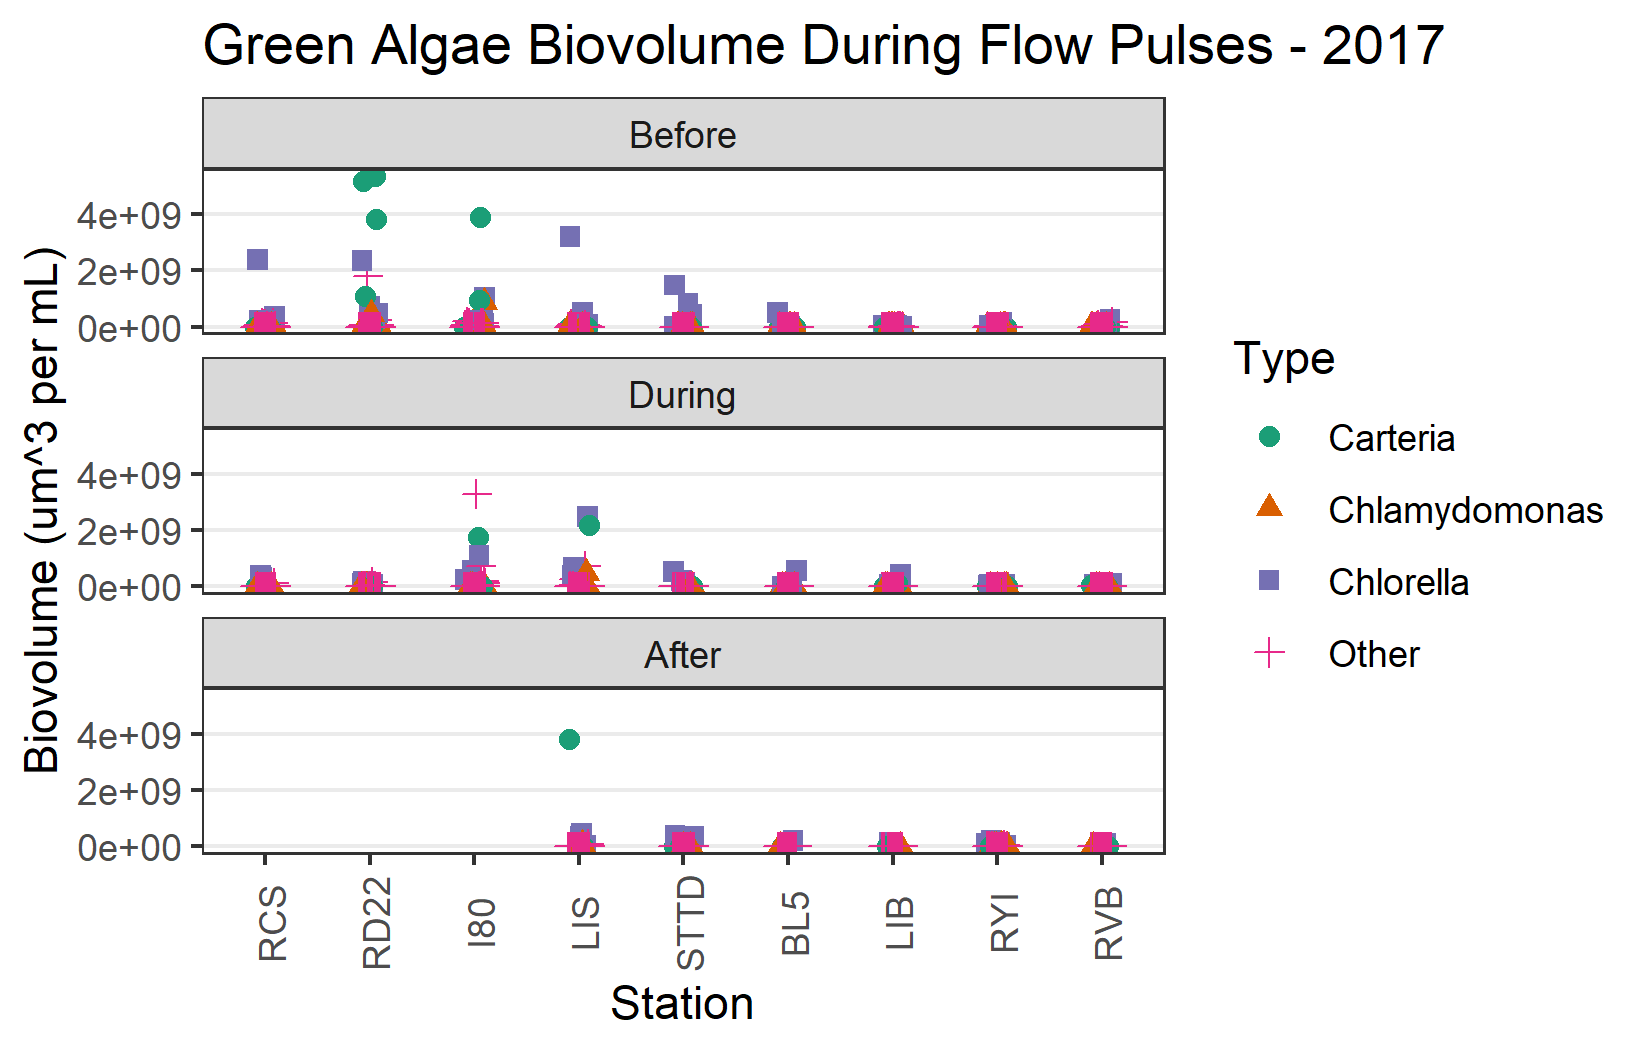 Green Algae Biovolume During Flow Pulses - 2017
Before
4e+09
2e+09
0e+00
During
4e+09
2e+09
0e+00
After
4e+09
2e+09
0e+00
Biovolume (um^3 per mL)
RCS
RD22
I80
LIS
STTD
BL5
LIB
RYI
RVB
Station
Type
Carteria
Chlamydomonas
Chlorella
Other